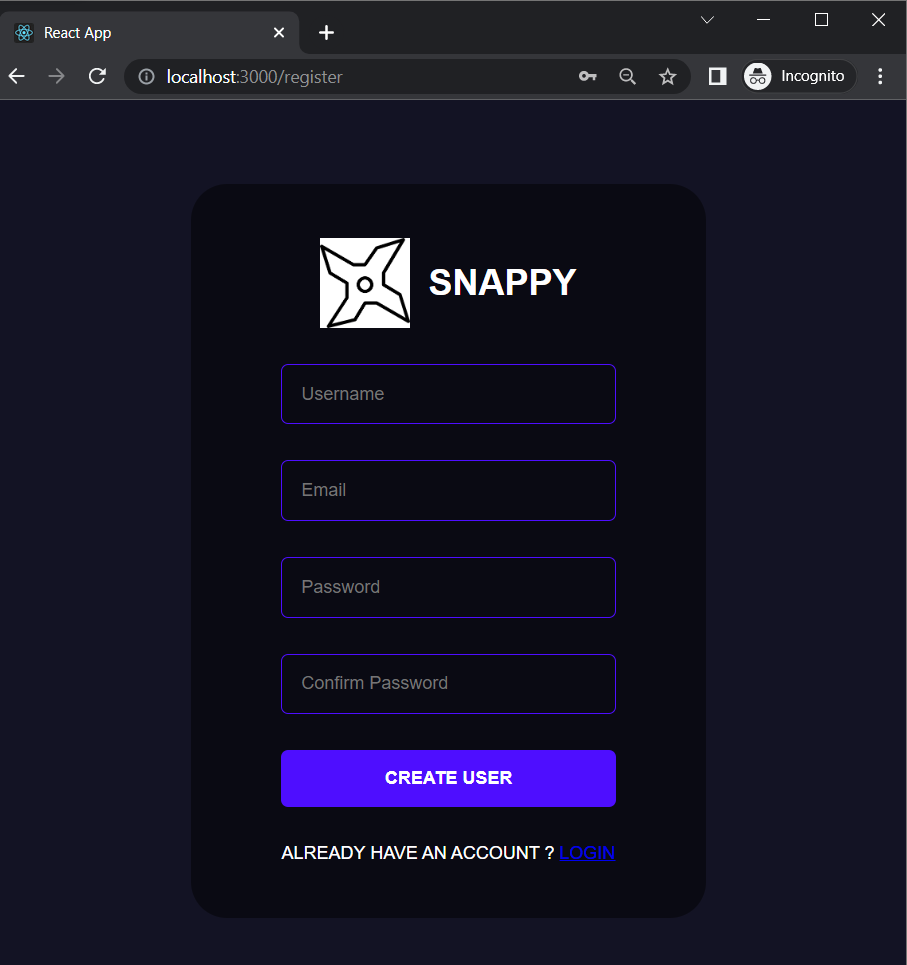 React App
localhost:3000/register
Incognito
SNAPPY
Username
Email
Password
Confirm Password
CREATE USER
ALREADY HAVE AN ACCOUNT ? LOGIN